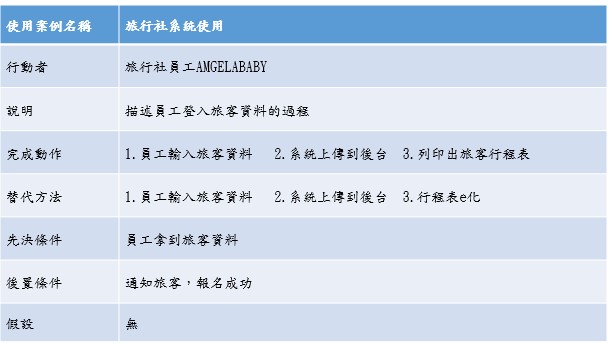 使用案例名稱 旅行社系統使用
行動者 旅行社員工AMGELABABY
說明 描述員工登入旅客資料的過程
完成動作 1.員工輸入旅客資料 2.系統上傳到後台 3.列印出旅客行程表
替代方法 1.員工輸入旅客資料 2.系統上傳到後台 3.行程表e化
先決條件 員工拿到旅客資料
後置條件 通知旅客，報名成功
假設 無